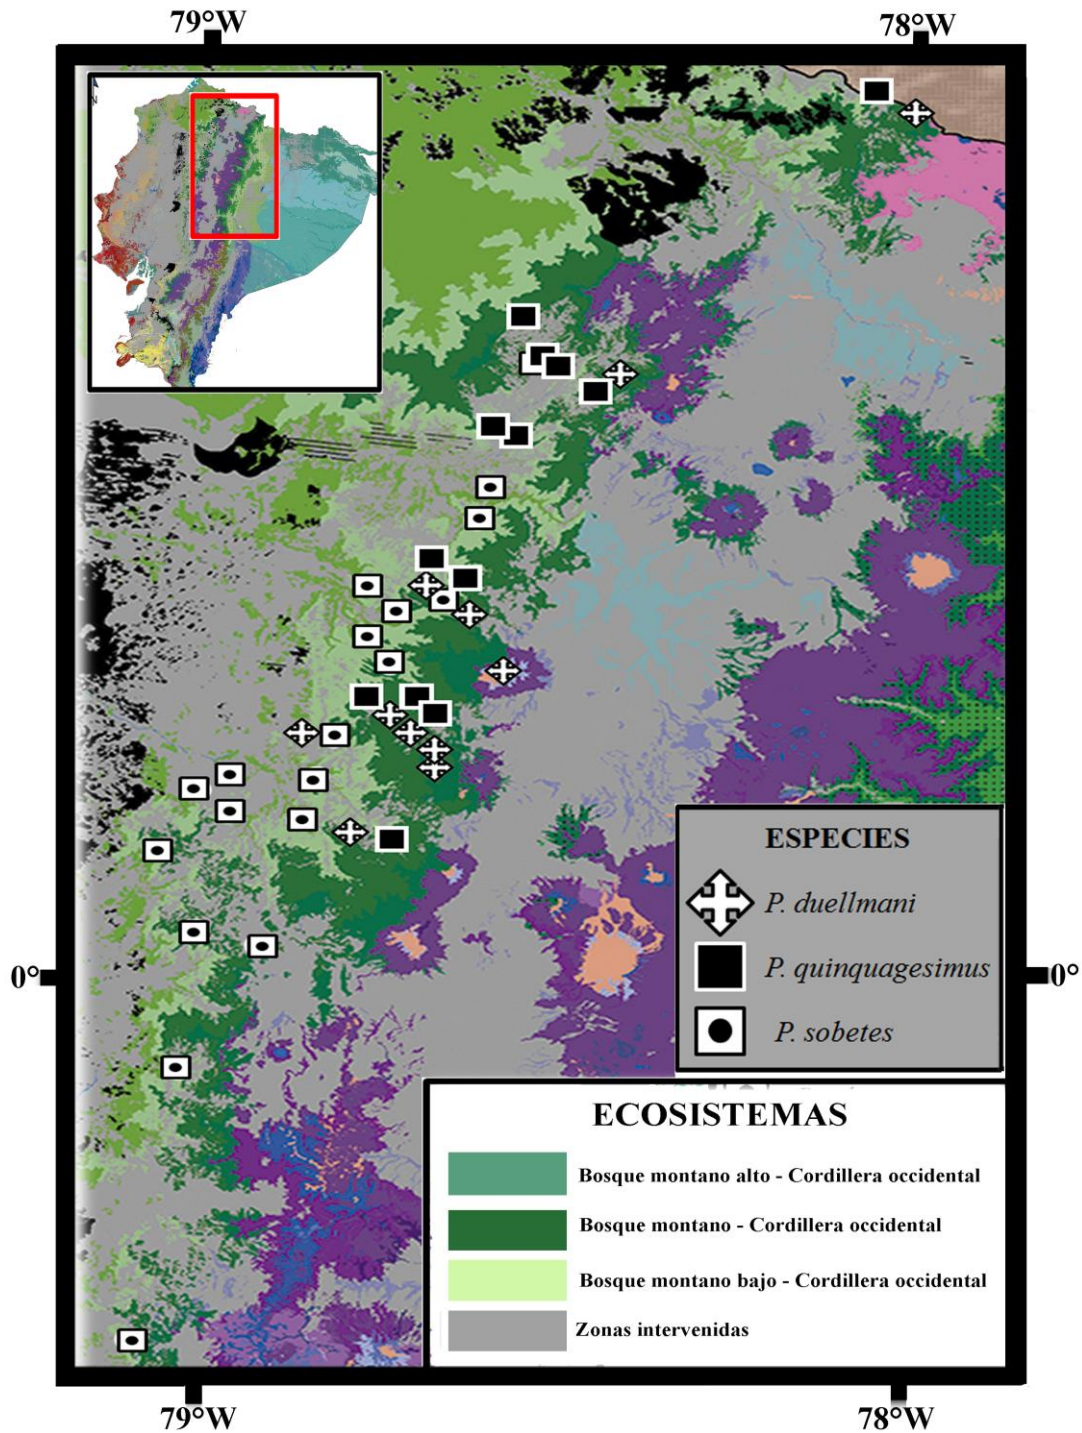 79°W 78°W
0° 0°
ESPECIES
P. duellmani
P. quinquagesimus
P. sobetes
ECOSISTEMAS
Bosque montano alto - Cordillera occidental
Bosque montano - Cordillera occidental
Bosque montano bajo - Cordillera occidental
Zonas intervenidas
79°W 78°W